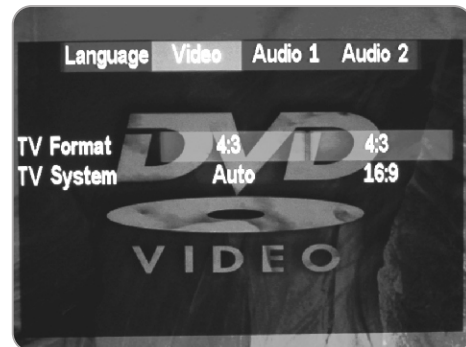 Language Video Audio 1 Audio 2
TV Format 4:3 4:3
TV System Auto 16:9
DVD
VIDEO